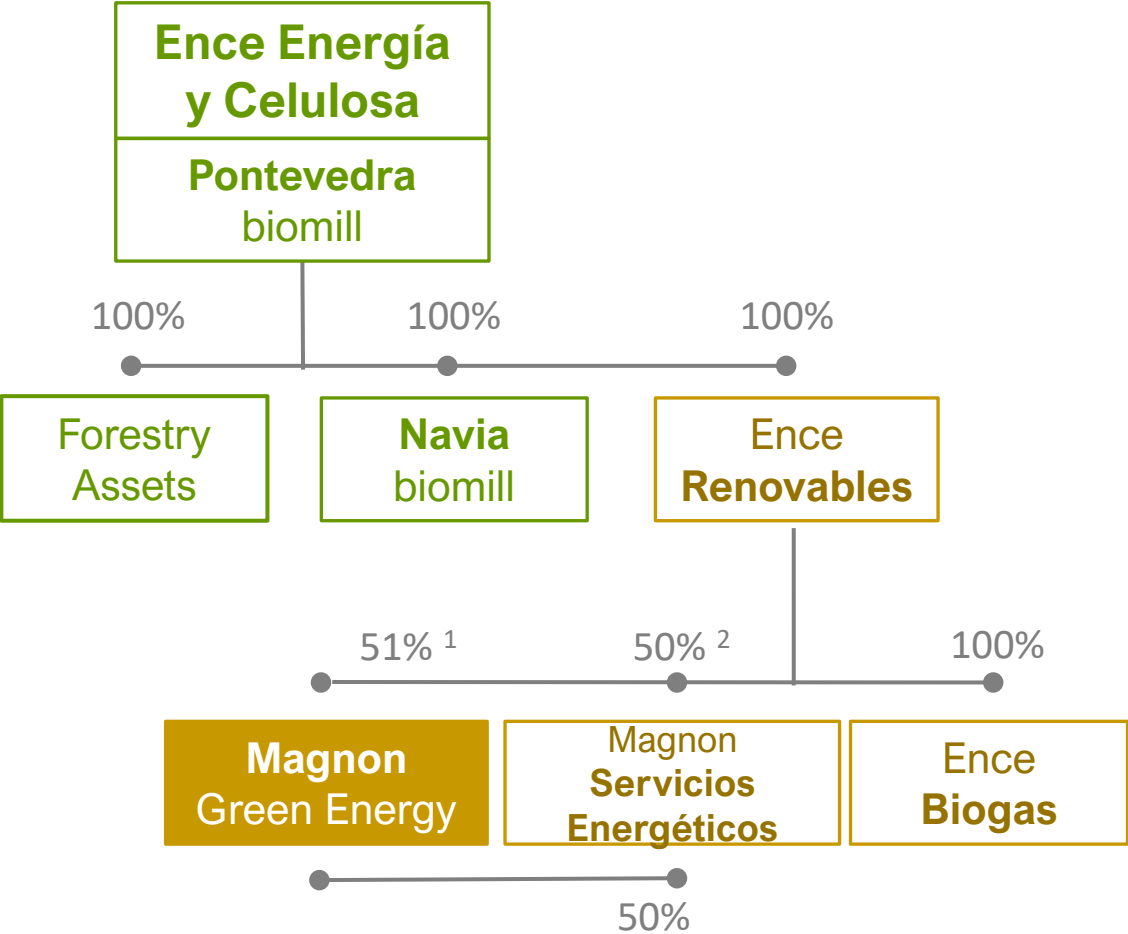 Ence Energía
y Celulosa
Pontevedra
biomill
100%
100%
100%
Forestry
Assets
Navia
biomill
Ence
Renovables
51% 1
50% 2
100%
Magnon
Green Energy
Magnon
Servicios
Energéticos
Ence
Biogas
50%